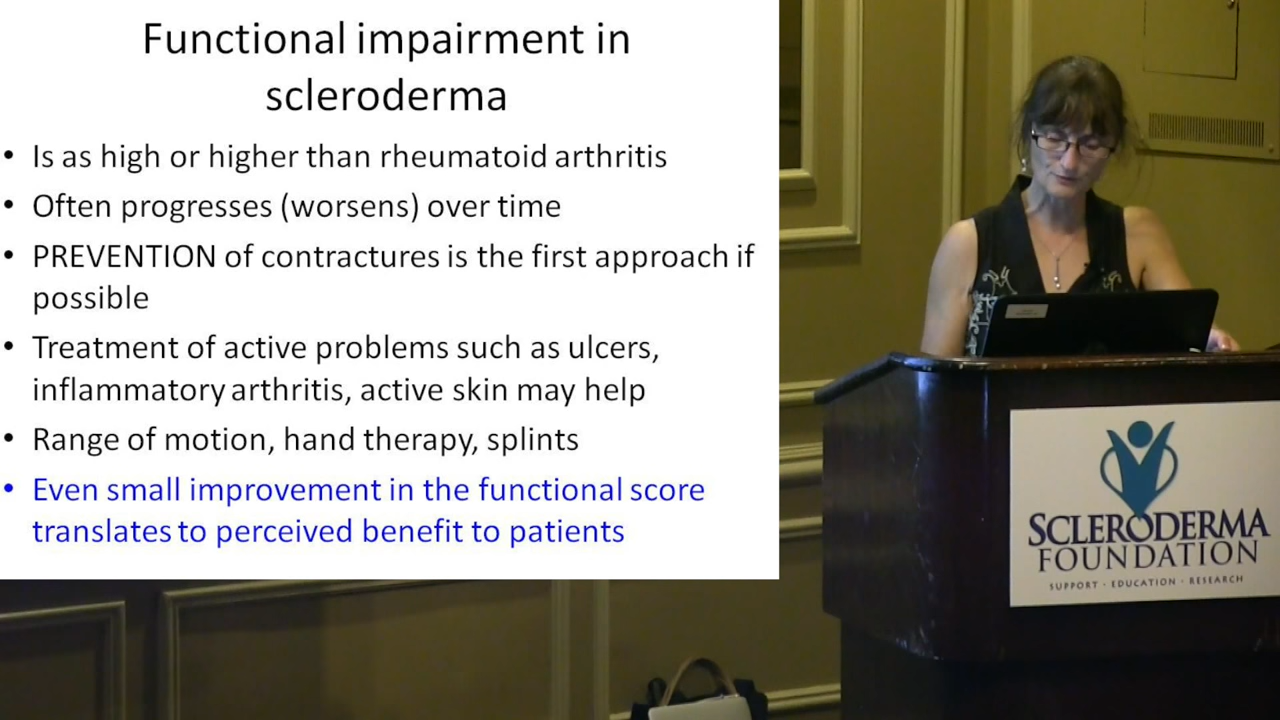 Functional impairment in
scleroderma
• Is as high or higher than rheumatoid arthritis
• Often progresses (worsens) over time
• PREVENTION of contractures is the first approach if
possible
• Treatment of active problems such as ulcers,
inflammatory arthritis, active skin may help
• Range of motion, hand therapy, splints
• Even small improvement in the functional score
translates to perceived benefit to patients
SCLERODERMA
FOUNDATION
SUPPORT · EDUCATION · RESEARCH